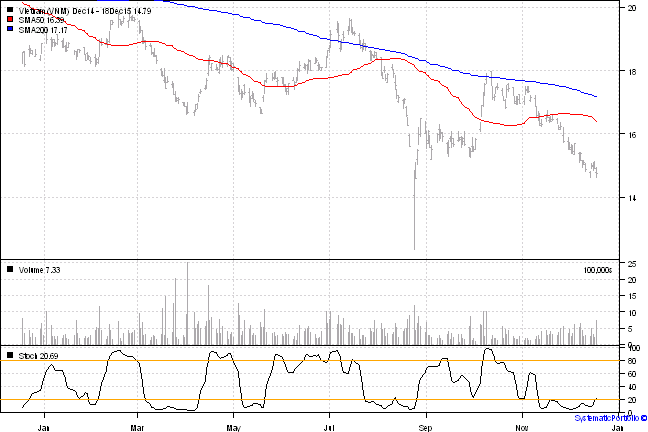 Vietnam (VNM) Dec14 - 18Dec15 14.79
SMA50 16.39
SMA200 17.17
20
18
16
14
Volume 7.33
100,000s
25
20
15
10
5
0
Stoch 20.69
100
80
60
40
20
0
SystematicPortfolio ©
Jan
Mar
May
Jul
Sep
Nov
Jan